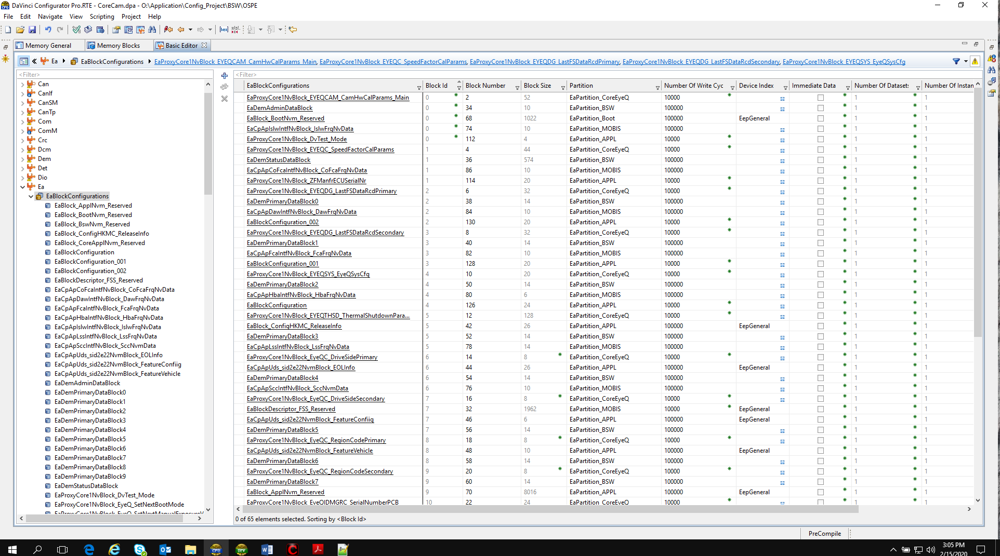 DaVinci Configurator Pro.RTE - CoreCam.dpa - O:\Application\Config_Project\BSW\OSPE
File Edit Navigate View Scripting Project Help
Memory General Memory Blocks Basic Editor
Ea EaBlockConfigurations EaProxyCore1NvBlock_EYEQCAM_CamHwCalParams_Main, EaProxyCore1NvBlock_EYEQC_SpeedFactorCalParams, EaProxyCore1NvBlock_EYEQDG_LastFSDataRcdPrimary, EaProxyCore1NvBlock_EYEQDG_LastFSDataRcdSecondary, EaProxyCore1NvBlock_EYEQSYS_EyeQSysCfg
<Filter>
Can
CanIf
CanSM
CanTp
Com
ComM
Crc
Dcm
Dem
Det
Dio
Ea
EaBlockConfigurations
EaBlock_ApplNvm_Reserved
EaBlock_BootNvm_Reserved
EaBlock_BswNvm_Reserved
EaBlock_ConfigHKMC_ReleaseInfo
EaBlock_CoreApplNvm_Reserved
EaBlockConfiguration
EaBlockConfiguration_001
EaBlockConfiguration_002
EaBlockDescriptor_FSS_Reserved
EaCpApCoFcaIntfNvBlock_CoFcaFrqNvData
EaCpApDawIntfNvBlock_DawFrqNvData
EaCpApFcaIntfNvBlock_FcaFrqNvData
EaCpApHbaIntfNvBlock_HbaFrqNvData
EaCpApIslwIntfNvBlock_IslwFrqNvData
EaCpApLssIntfNvBlock_LssFrqNvData
EaCpApSccIntfNvBlock_SccNvmData
EaCpApUds_sid2e22NvmBlock_EOLInfo
EaCpApUds_sid2e22NvmBlock_FeatureConfiig
EaCpApUds_sid2e22NvmBlock_FeatureVehicle
EaDemAdminDataBlock
EaDemPrimaryDataBlock0
EaDemPrimaryDataBlock1
EaDemPrimaryDataBlock2
EaDemPrimaryDataBlock3
EaDemPrimaryDataBlock4
EaDemPrimaryDataBlock5
EaDemPrimaryDataBlock6
EaDemPrimaryDataBlock7
EaDemPrimaryDataBlock8
EaDemPrimaryDataBlock9
EaDemStatusDataBlock
EaProxyCore1NvBlock_DvTest_Mode
EaProxyCore1NvBlock_EyeQ_SetNextBootMode
EaProxyCore1NvBlock_EyeQ_SetNextManualExposureV
<Filter>
EaBlockConfigurations Block Id Block Number Block Size Partition Number Of Write Cyc Device Index Immediate Data Number Of Datasets Number Of Instan
EaProxyCore1NvBlock_EYEQCAM_CamHwCalParams_Main 0 * 2 52 EaPartition_CoreEyeQ 10000 * * 1 * 1
EaDemAdminDataBlock 0 * 34 10 EaPartition_BSW 100000 * 1 * 1
EaBlock_BootNvm_Reserved 0 * 68 1022 EaPartition_Boot 100000 EepGeneral * 1 * 1
EaCpApIslwIntfNvBlock_IslwFrqNvData 0 * 74 10 EaPartition_MOBIS 100000 * 1 * 1
EaProxyCore1NvBlock_DvTest_Mode 0 * 112 4 EaPartition_APPL 10000 * * 1 * 1
EaProxyCore1NvBlock_EYEQC_SpeedFactorCalParams 1 4 44 EaPartition_CoreEyeQ 10000 * * 1 * 1
EaDemStatusDataBlock 1 36 574 EaPartition_BSW 100000 * 1 * 1
EaCpApCoFcaIntfNvBlock_CoFcaFrqNvData 1 86 10 EaPartition_MOBIS 100000 * 1 * 1
EaProxyCore1NvBlock_ZFManfrECUSerialNr 1 114 20 EaPartition_APPL 10000 * * 1 * 1
EaProxyCore1NvBlock_EYEQDG_LastFSDataRcdPrimary 2 6 32 EaPartition_CoreEyeQ 10000 * * 1 * 1
EaDemPrimaryDataBlock0 2 38 14 EaPartition_BSW 100000 * 1 * 1
EaCpApDawIntfNvBlock_DawFrqNvData 2 84 10 EaPartition_MOBIS 100000 * 1 * 1
EaBlockConfiguration_002 2 130 20 EaPartition_APPL 10000 * * 1 * 1
EaProxyCore1NvBlock_EYEQDG_LastFSDataRcdSecondary 3 8 32 EaPartition_CoreEyeQ 10000 * * 1 * 1
EaDemPrimaryDataBlock1 3 40 14 EaPartition_BSW 100000 * 1 * 1
EaCpApFcaIntfNvBlock_FcaFrqNvData 3 82 10 EaPartition_MOBIS 100000 * 1 * 1
EaBlockConfiguration_001 3 128 20 EaPartition_APPL 10000 * * 1 * 1
EaProxyCore1NvBlock_EYEQSYS_EyeQSysCfg 4 10 20 EaPartition_CoreEyeQ 10000 * * 1 * 1
EaDemPrimaryDataBlock2 4 50 14 EaPartition_BSW 100000 * 1 * 1
EaCpApHbaIntfNvBlock_HbaFrqNvData 4 80 6 EaPartition_MOBIS 100000 * 1 * 1
EaBlockConfiguration 4 126 24 EaPartition_APPL 10000 * * 1 * 1
EaProxyCore1NvBlock_EYEQTHSD_ThermalShutdownPara... 5 12 128 EaPartition_CoreEyeQ 10000 * * 1 * 1
EaBlock_ConfigHKMC_ReleaseInfo 5 42 26 EaPartition_APPL 100000 EepGeneral * 1 * 1
EaDemPrimaryDataBlock3 5 52 14 EaPartition_BSW 100000 * 1 * 1
EaCpApLssIntfNvBlock_LssFrqNvData 5 78 14 EaPartition_MOBIS 100000 * 1 * 1
EaProxyCore1NvBlock_EyeQC_DriveSidePrimary 6 14 8 * EaPartition_CoreEyeQ 10000 * * 1 * 1
EaCpApUds_sid2e22NvmBlock_EOLInfo 6 44 26 EaPartition_APPL 100000 EepGeneral * 1 * 1
EaDemPrimaryDataBlock4 6 54 14 EaPartition_BSW 100000 * 1 * 1
EaCpApSccIntfNvBlock_SccNvmData 6 76 10 EaPartition_MOBIS 100000 * 1 * 1
EaProxyCore1NvBlock_EyeQC_DriveSideSecondary 7 16 8 * EaPartition_CoreEyeQ 10000 * * 1 * 1
EaBlockDescriptor_FSS_Reserved 7 32 1962 EaPartition_MOBIS 10000 * EepGeneral * 1 * 1
EaCpApUds_sid2e22NvmBlock_FeatureConfiig 7 46 6 EaPartition_APPL 100000 EepGeneral * 1 * 1
EaDemPrimaryDataBlock5 7 56 14 EaPartition_BSW 100000 * 1 * 1
EaProxyCore1NvBlock_EyeQC_RegionCodePrimary 8 18 8 * EaPartition_CoreEyeQ 10000 * * 1 * 1
EaCpApUds_sid2e22NvmBlock_FeatureVehicle 8 48 10 EaPartition_APPL 100000 EepGeneral * 1 * 1
EaDemPrimaryDataBlock6 8 58 14 EaPartition_BSW 100000 * 1 * 1
EaProxyCore1NvBlock_EyeQC_RegionCodeSecondary 9 20 8 * EaPartition_CoreEyeQ 10000 * * 1 * 1
EaDemPrimaryDataBlock7 9 60 14 EaPartition_BSW 100000 * 1 * 1
EaBlock_ApplNvm_Reserved 9 70 8016 EaPartition_APPL 100000 EepGeneral * 1 * 1
EaProxyCore1NvBlock_EyeQIDMGRC_SerialNumberPCB 10 22 24 EaPartition_CoreEyeQ 10000 * * 1 * 1
0 of 65 elements selected. Sorting by <Block Id>
PreCompile
3:05 PM
2/15/2020